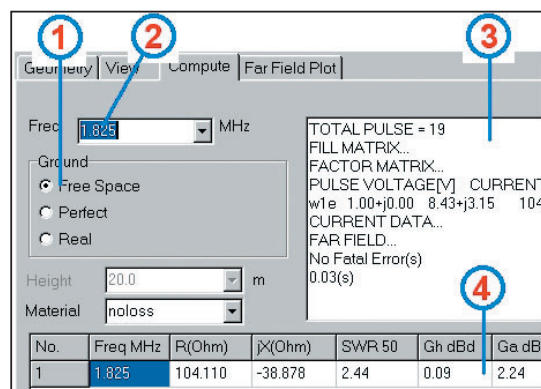 1 2 3
Geometry View Compute Far Field Plot
Freq 1.825 MHz
TOTAL PULSE = 19
FILL MATRIX...
FACTOR MATRIX...
PULSE VOLTAGE[V] CURRENT
w1e 1.00+j0.00 8.43+j3.15 104
CURRENT DATA...
FAR FIELD...
No Fatal Error(s)
0.03(s)
Ground
Free Space
Perfect
Real
Height 20.0 m
Material noloss
4
No. Freq MHz R(Ohm) jX(Ohm) SWR 50 Gh dBd Ga dB
1 1.825 104.110 -38.878 2.44 0.09 2.24